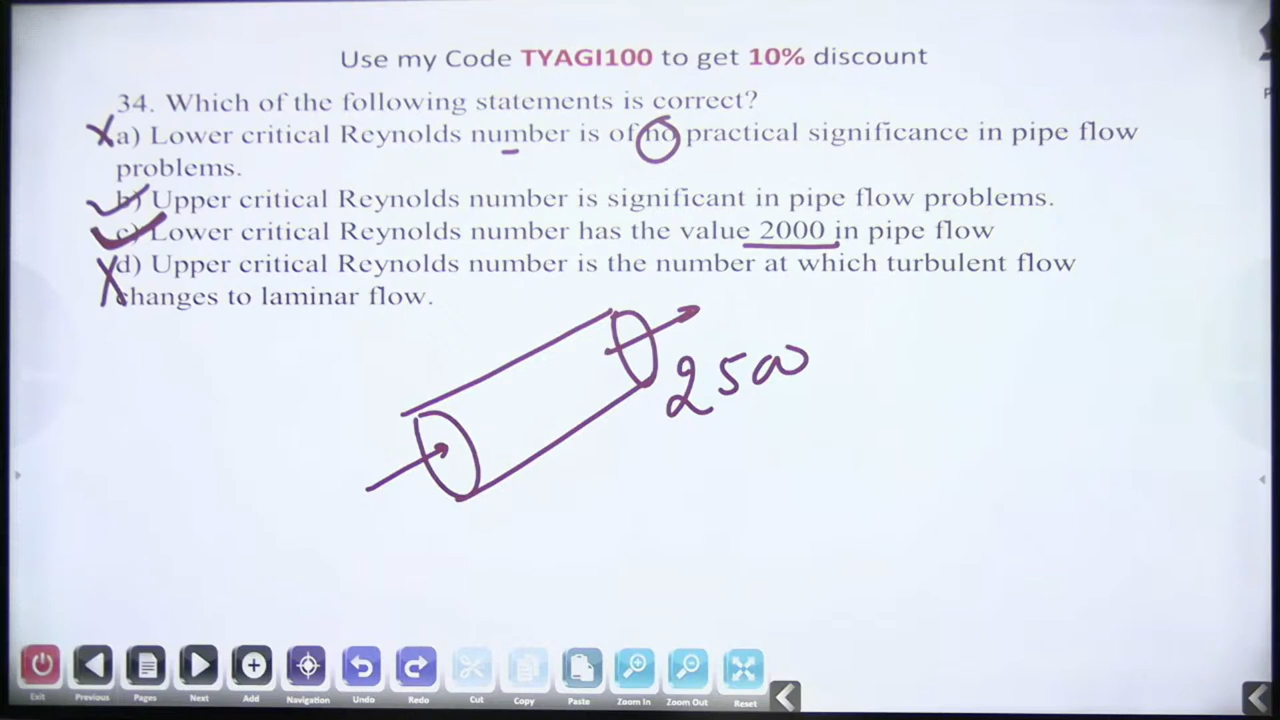 Use my Code TYAGI100 to get 10% discount
34. Which of the following statements is correct?
a) Lower critical Reynolds number is of no practical significance in pipe flow
problems.
b) Upper critical Reynolds number is significant in pipe flow problems.
c) Lower critical Reynolds number has the value 2000 in pipe flow
d) Upper critical Reynolds number is the number at which turbulent flow
changes to laminar flow.
2500
Exit Previous Pages Next Add Navigation Undo Redo Cut Copy Paste Zoom In Zoom Out Reset